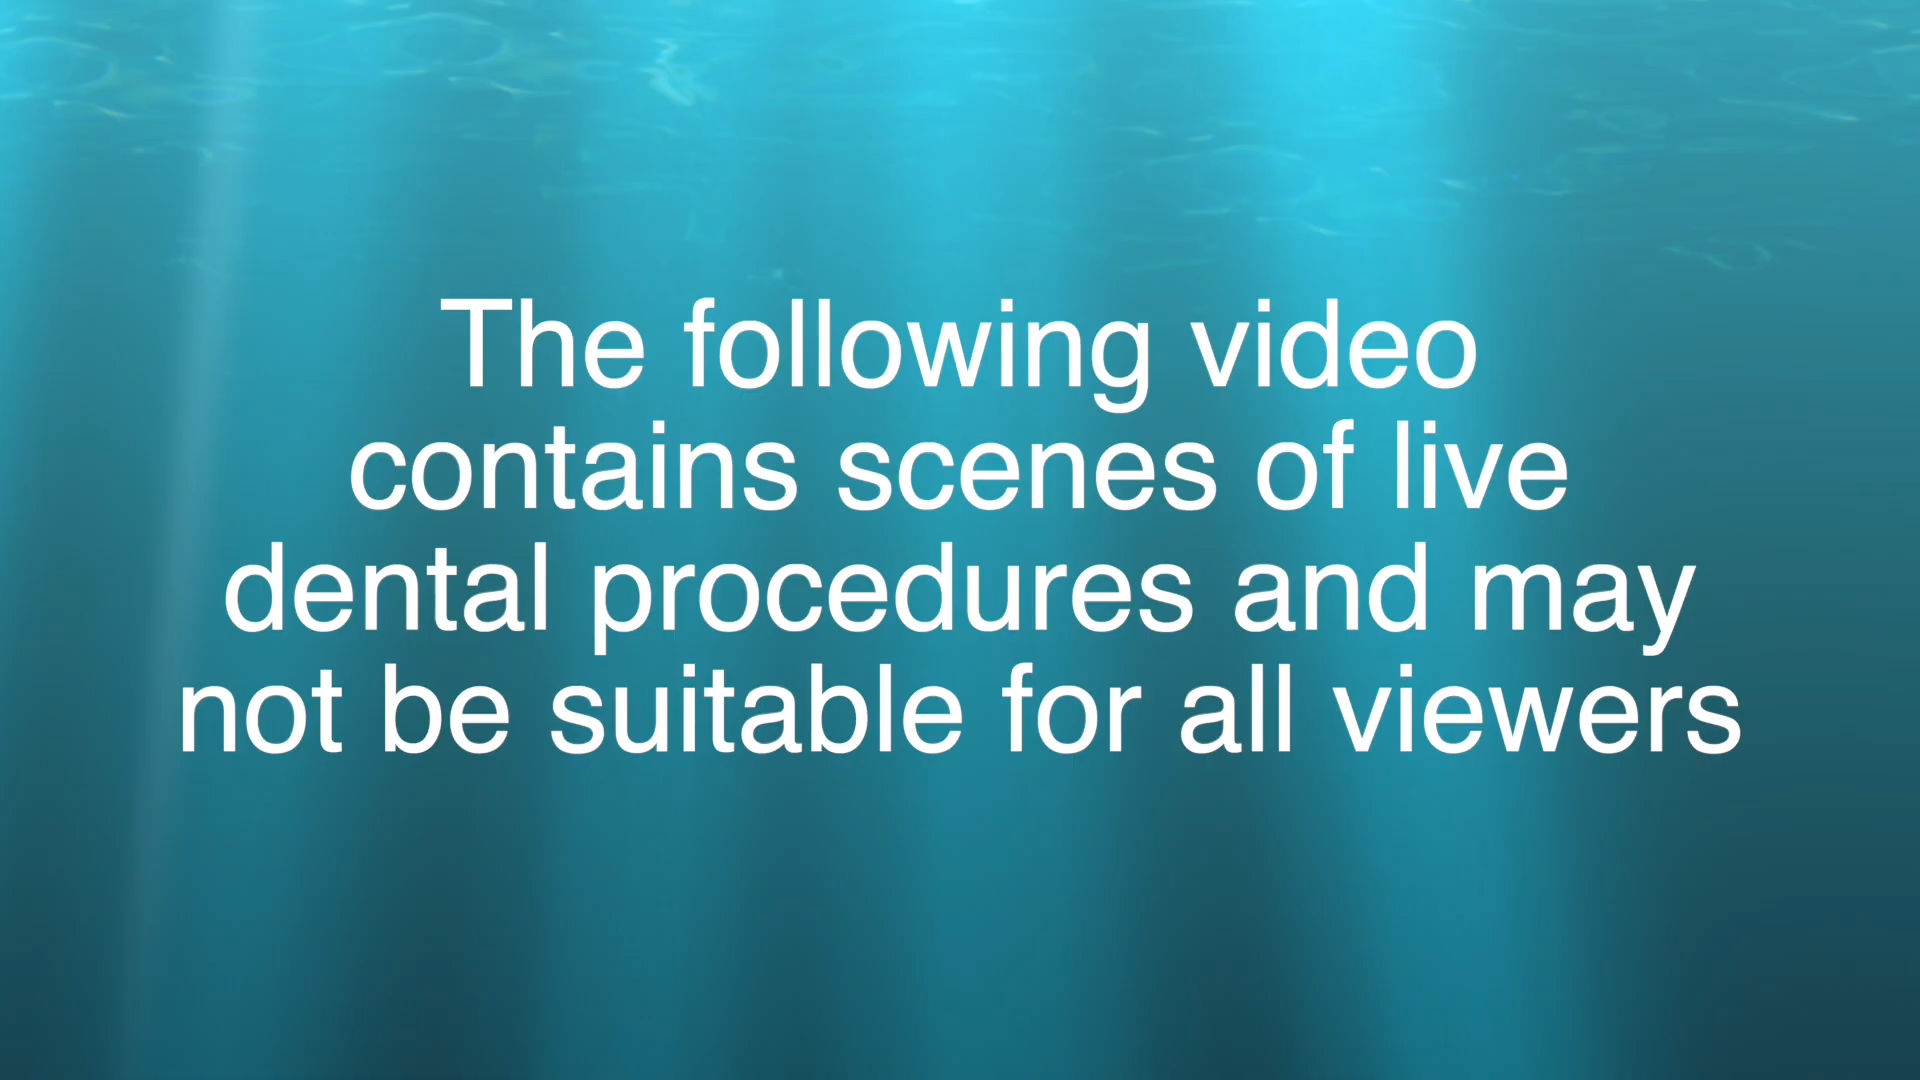 The following video
contains scenes of live
dental procedures and may
not be suitable for all viewers